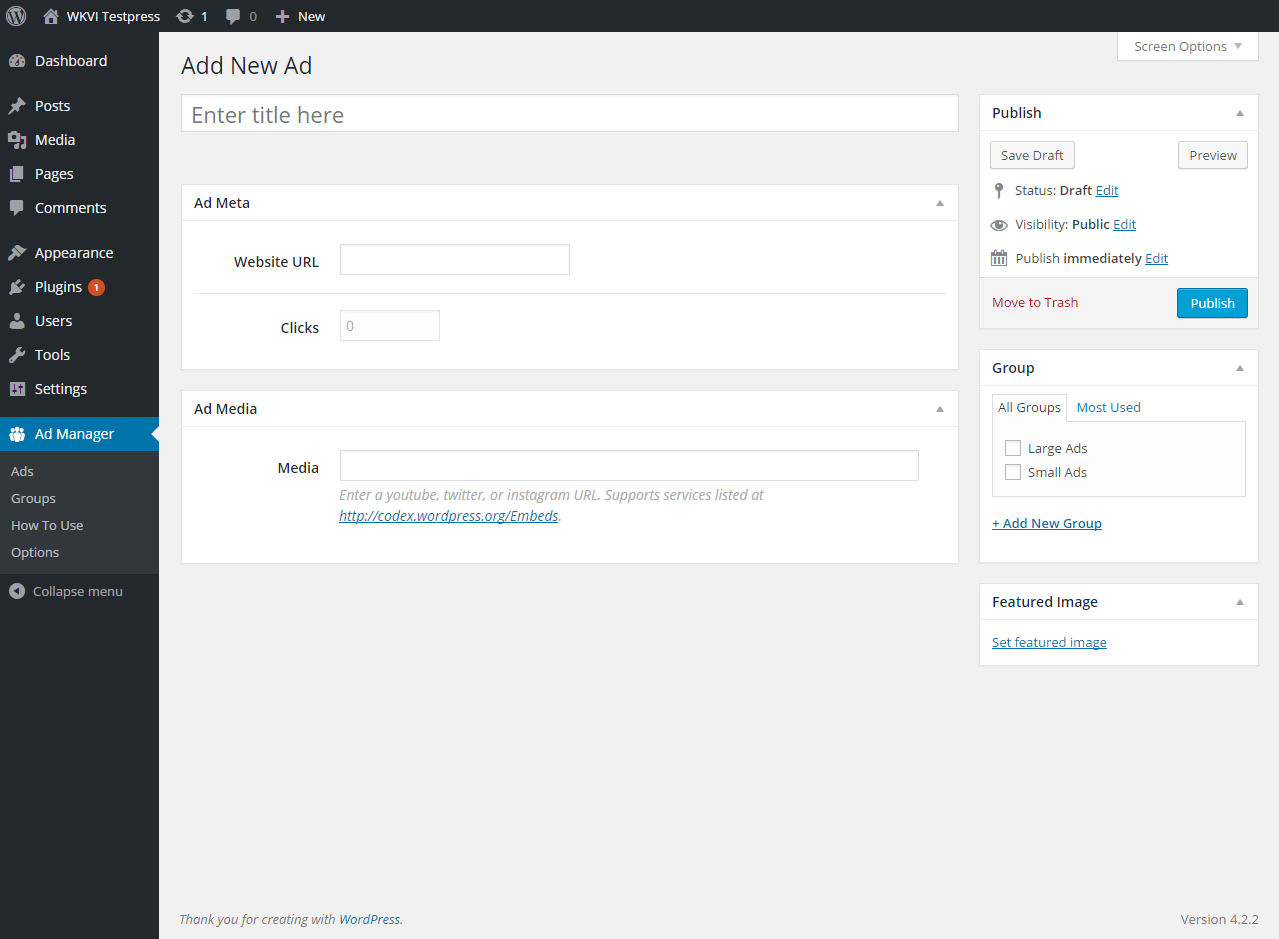 WKVI Testpress 1 0 New
Screen Options
Dashboard
Posts
Media
Pages
Comments
Appearance
Plugins 1
Users
Tools
Settings
Ad Manager
Ads
Groups
How To Use
Options
Collapse menu
Add New Ad
Enter title here
Ad Meta
Website URL
Clicks 0
Ad Media
Media
Enter a youtube, twitter, or instagram URL. Supports services listed at
http://codex.wordpress.org/Embeds.
Publish
Save Draft Preview
Status: Draft Edit
Visibility: Public Edit
Publish immediately Edit
Move to Trash Publish
Group
All Groups Most Used
Large Ads
Small Ads
+ Add New Group
Featured Image
Set featured image
Thank you for creating with WordPress. Version 4.2.2